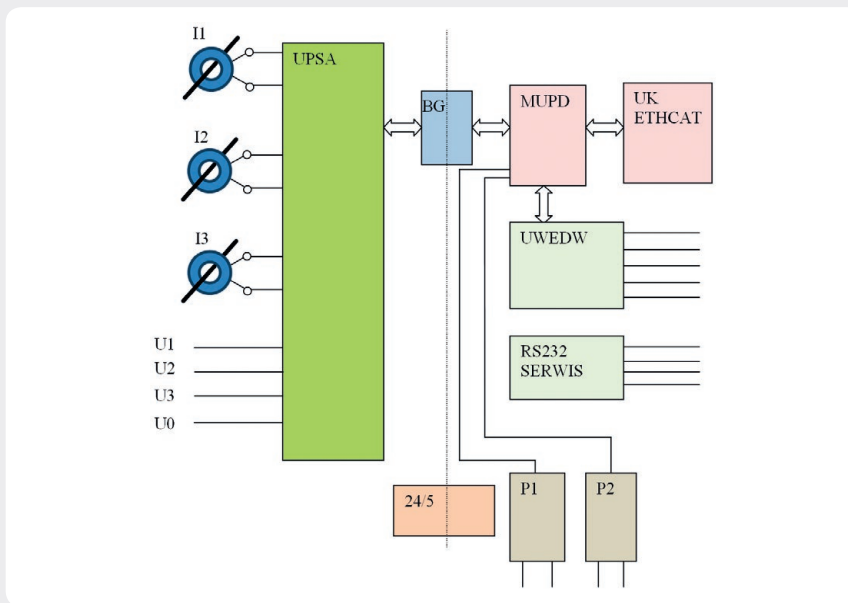 I1
UPSA
BG
MUPD
UK
ETHCAT
I2
UWEDW
I3
RS232
SERWIS
U1
U2
U3
U0
24/5
P1
P2